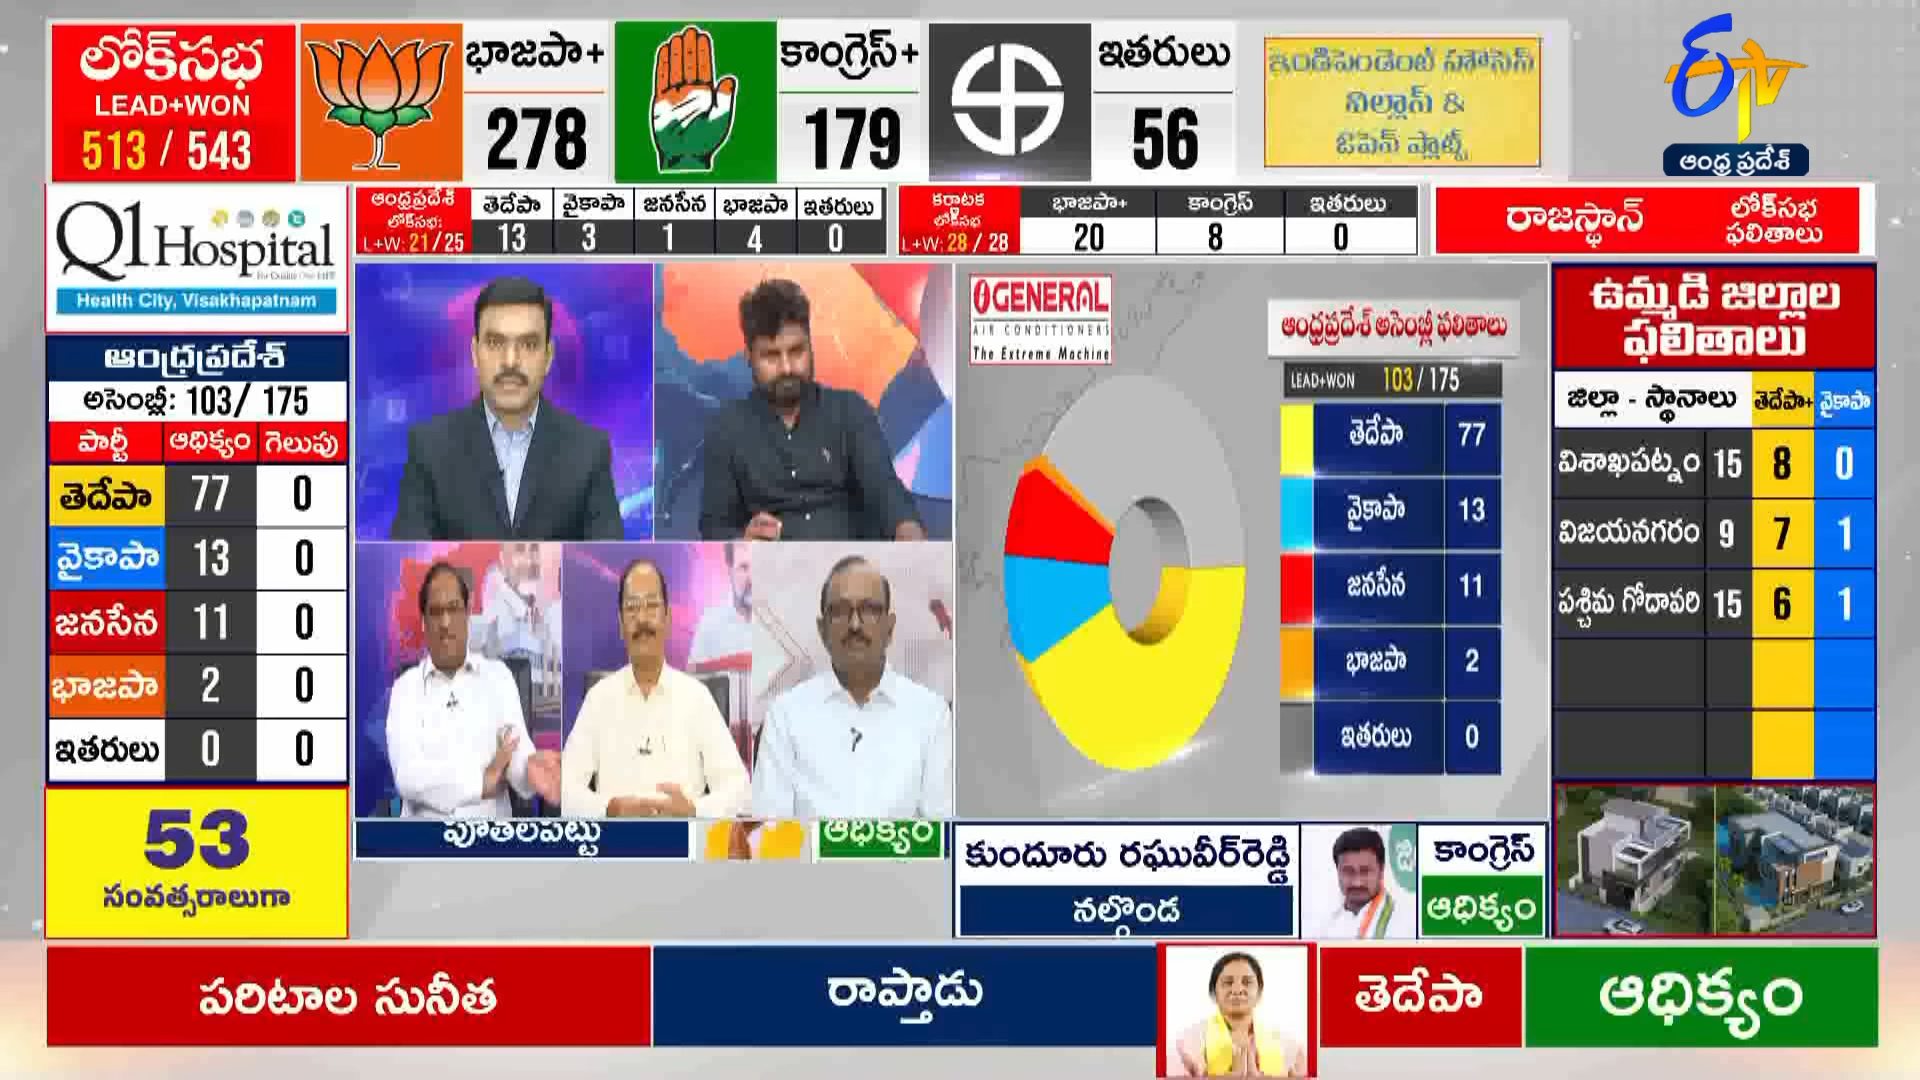 లోక్‌సభ
LEAD+WON
513 / 543
భాజపా+
278
కాంగ్రెస్+
179
ఇతరులు
56
ఇండిపెండెంట్ హౌసెస్
విల్లాస్ &
ఓపెన్ ప్లాట్స్
ETV
ఆంధ్ర ప్రదేశ్
Q1 Hospital
Health City, Visakhapatnam
ఆంధ్రప్రదేశ్
లోక్‌సభ:
L+W: 21/25
తెదేపా
13
వైకాపా
3
జనసేన
1
భాజపా
4
ఇతరులు
0
కర్ణాటక
లోక్‌సభ
L+W: 28 / 28
భాజపా+
20
కాంగ్రెస్
8
ఇతరులు
0
రాజస్థాన్
లోక్‌సభ
ఫలితాలు
ఆంధ్రప్రదేశ్
అసెంబ్లీ: 103/ 175
పార్టీ ఆధిక్యం గెలుపు
తెదేపా 77 0
వైకాపా 13 0
జనసేన 11 0
భాజపా 2 0
ఇతరులు 0 0
53
సంవత్సరాలుగా
GENERAL
AIR CONDITIONERS
The Extreme Machine
ఆంధ్రప్రదేశ్ అసెంబ్లీ ఫలితాలు
LEAD+WON 103/175
తెదేపా 77
వైకాపా 13
జనసేన 11
భాజపా 2
ఇతరులు 0
ఉమ్మడి జిల్లాల
ఫలితాలు
జిల్లా - స్థానాలు తెదేపా+ వైకాపా
విశాఖపట్నం 15 8 0
విజయనగరం 9 7 1
పశ్చిమ గోదావరి 15 6 1
పూతలపట్టు
ఆధిక్యం
కుందూరు రఘువీర్‌రెడ్డి
నల్గొండ
కాంగ్రెస్
ఆధిక్యం
పరిటాల సునీత
రాప్తాడు
తెదేపా
ఆధిక్యం